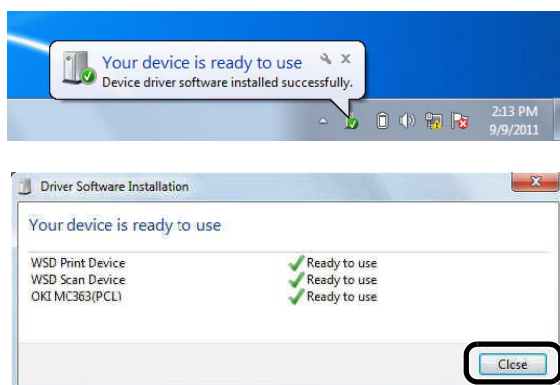 Your device is ready to use
Device driver software installed successfully.
2:13 PM
9/9/2011
Driver Software Installation
Your device is ready to use
WSD Print Device Ready to use
WSD Scan Device Ready to use
OKI MC363(PCL) Ready to use
Close